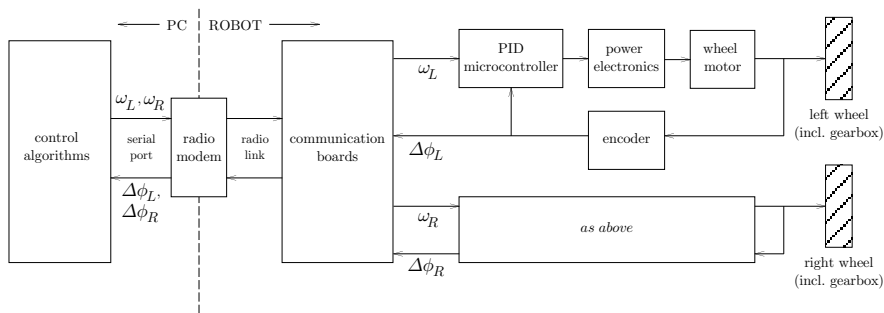 PC ROBOT
control
algorithms
ω_L, ω_R
serial
port
Δϕ_L,
Δϕ_R
radio
modem
radio
link
communication
boards
ω_L
PID
microcontroller
power
electronics
wheel
motor
left wheel
(incl. gearbox)
encoder
Δϕ_L
ω_R
as above
Δϕ_R
right wheel
(incl. gearbox)